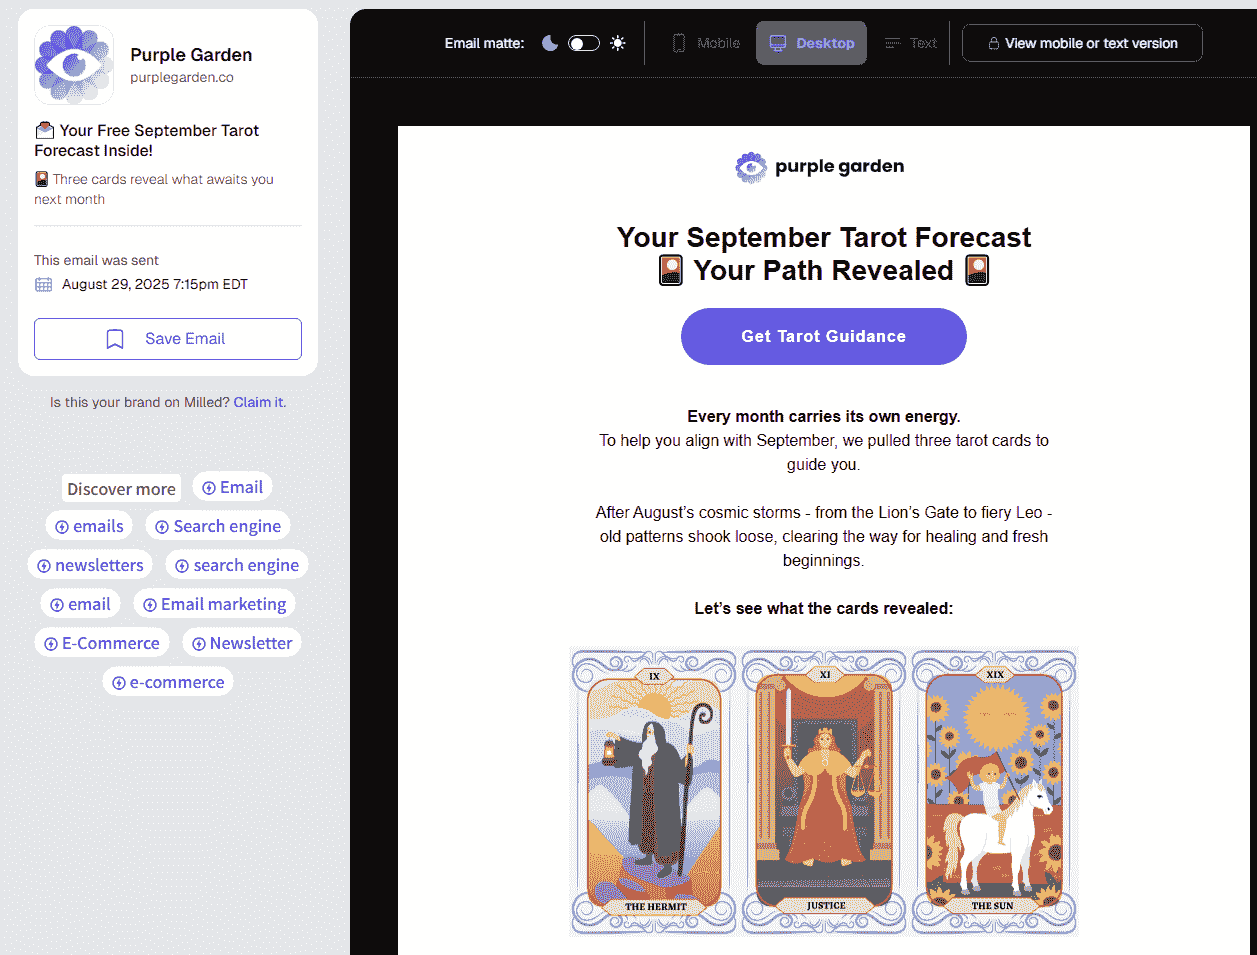 Purple Garden
purplegarden.co
Your Free September Tarot
Forecast Inside!
Three cards reveal what awaits you
next month
This email was sent
August 29, 2025 7:15pm EDT
Save Email
Is this your brand on Milled? Claim it.
Discover more
Email
emails
Search engine
newsletters
search engine
email
Email marketing
E-Commerce
Newsletter
e-commerce
Email matte:
Mobile
Desktop
Text
View mobile or text version
purple garden
Your September Tarot Forecast
Your Path Revealed
Get Tarot Guidance
Every month carries its own energy.
To help you align with September, we pulled three tarot cards to
guide you.
After August’s cosmic storms - from the Lion’s Gate to fiery Leo -
old patterns shook loose, clearing the way for healing and fresh
beginnings.
Let’s see what the cards revealed:
IX
XI
XIX
THE HERMIT
JUSTICE
THE SUN